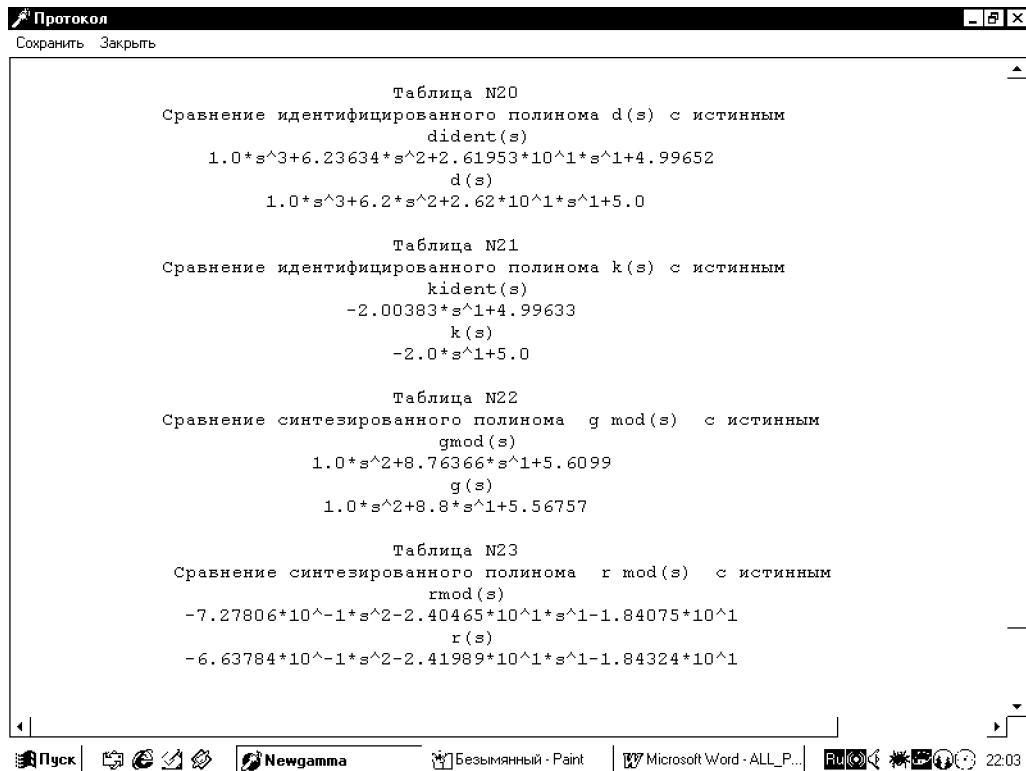 Протокол
Сохранить Закрыть
Таблица N20
Сравнение идентифицированного полинома d(s) с истинным
dident(s)
1.0*s^3+6.23634*s^2+2.61953*10^1*s^1+4.99652
d(s)
1.0*s^3+6.2*s^2+2.62*10^1*s^1+5.0
Таблица N21
Сравнение идентифицированного полинома k(s) с истинным
kident(s)
-2.00383*s^1+4.99633
k(s)
-2.0*s^1+5.0
Таблица N22
Сравнение синтезированного полинома g mod(s) с истинным
gmod(s)
1.0*s^2+8.76366*s^1+5.6099
g(s)
1.0*s^2+8.8*s^1+5.56757
Таблица N23
Сравнение синтезированного полинома r mod(s) с истинным
rmod(s)
-7.27806*10^-1*s^2-2.40465*10^1*s^1-1.84075*10^1
r(s)
-6.63784*10^-1*s^2-2.41989*10^1*s^1-1.84324*10^1
Пуск Newgamma Безымянный - Paint Microsoft Word - ALL_P... Ru 22:03